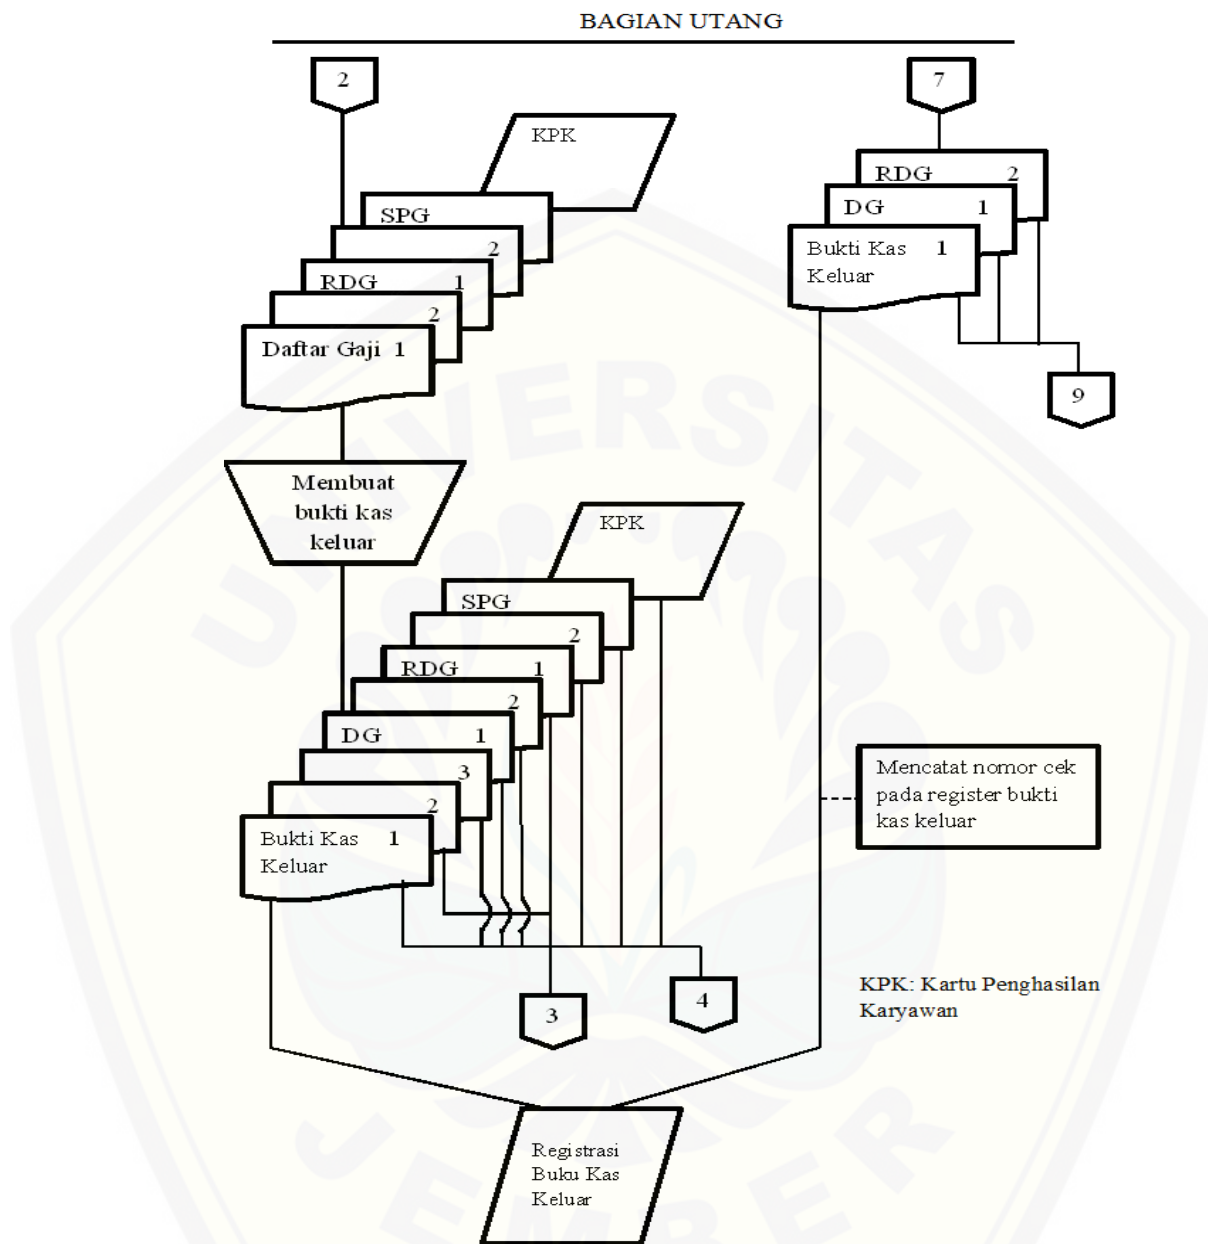 BAGIAN UTANG
2
KPK
SPG
2
RDG 1
2
Daftar Gaji 1
Membuat
bukti kas
keluar
KPK
SPG
2
RDG 1
2
DG 1
3
2
Bukti Kas 1
Keluar
3
4
7
RDG 2
DG 1
Bukti Kas 1
Keluar
9
Mencatat nomor cek
pada register bukti
kas keluar
KPK: Kartu Penghasilan
Karyawan
Registrasi
Buku Kas
Keluar
UNIVERSITAS
JEMBER